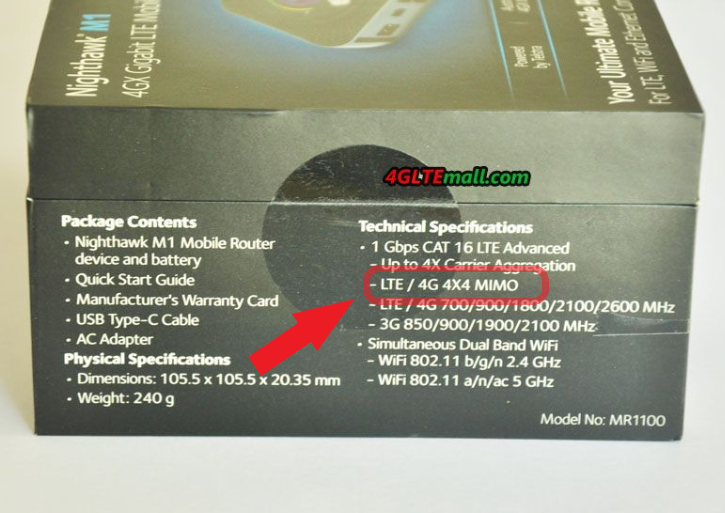 Nighthawk M1
4GX Gigabit LTE Mobile
Powered
by Telstra
Your Ultimate Mobile
For LTE, WiFi and Ethernet
4GLTEmall.com
Package Contents
• Nighthawk M1 Mobile Router
device and battery
• Quick Start Guide
• Manufacturer's Warranty Card
• USB Type-C Cable
• AC Adapter
Physical Specifications
• Dimensions: 105.5 x 105.5 x 20.35 mm
• Weight: 240 g
Technical Specifications
• 1 Gbps CAT 16 LTE Advanced
– Up to 4X Carrier Aggregation
– LTE / 4G 4X4 MIMO
– LTE / 4G 700/900/1800/2100/2600 MHz
– 3G 850/900/1900/2100 MHz
• Simultaneous Dual Band WiFi
– WiFi 802.11 b/g/n 2.4 GHz
– WiFi 802.11 a/n/ac 5 GHz
Model No: MR1100